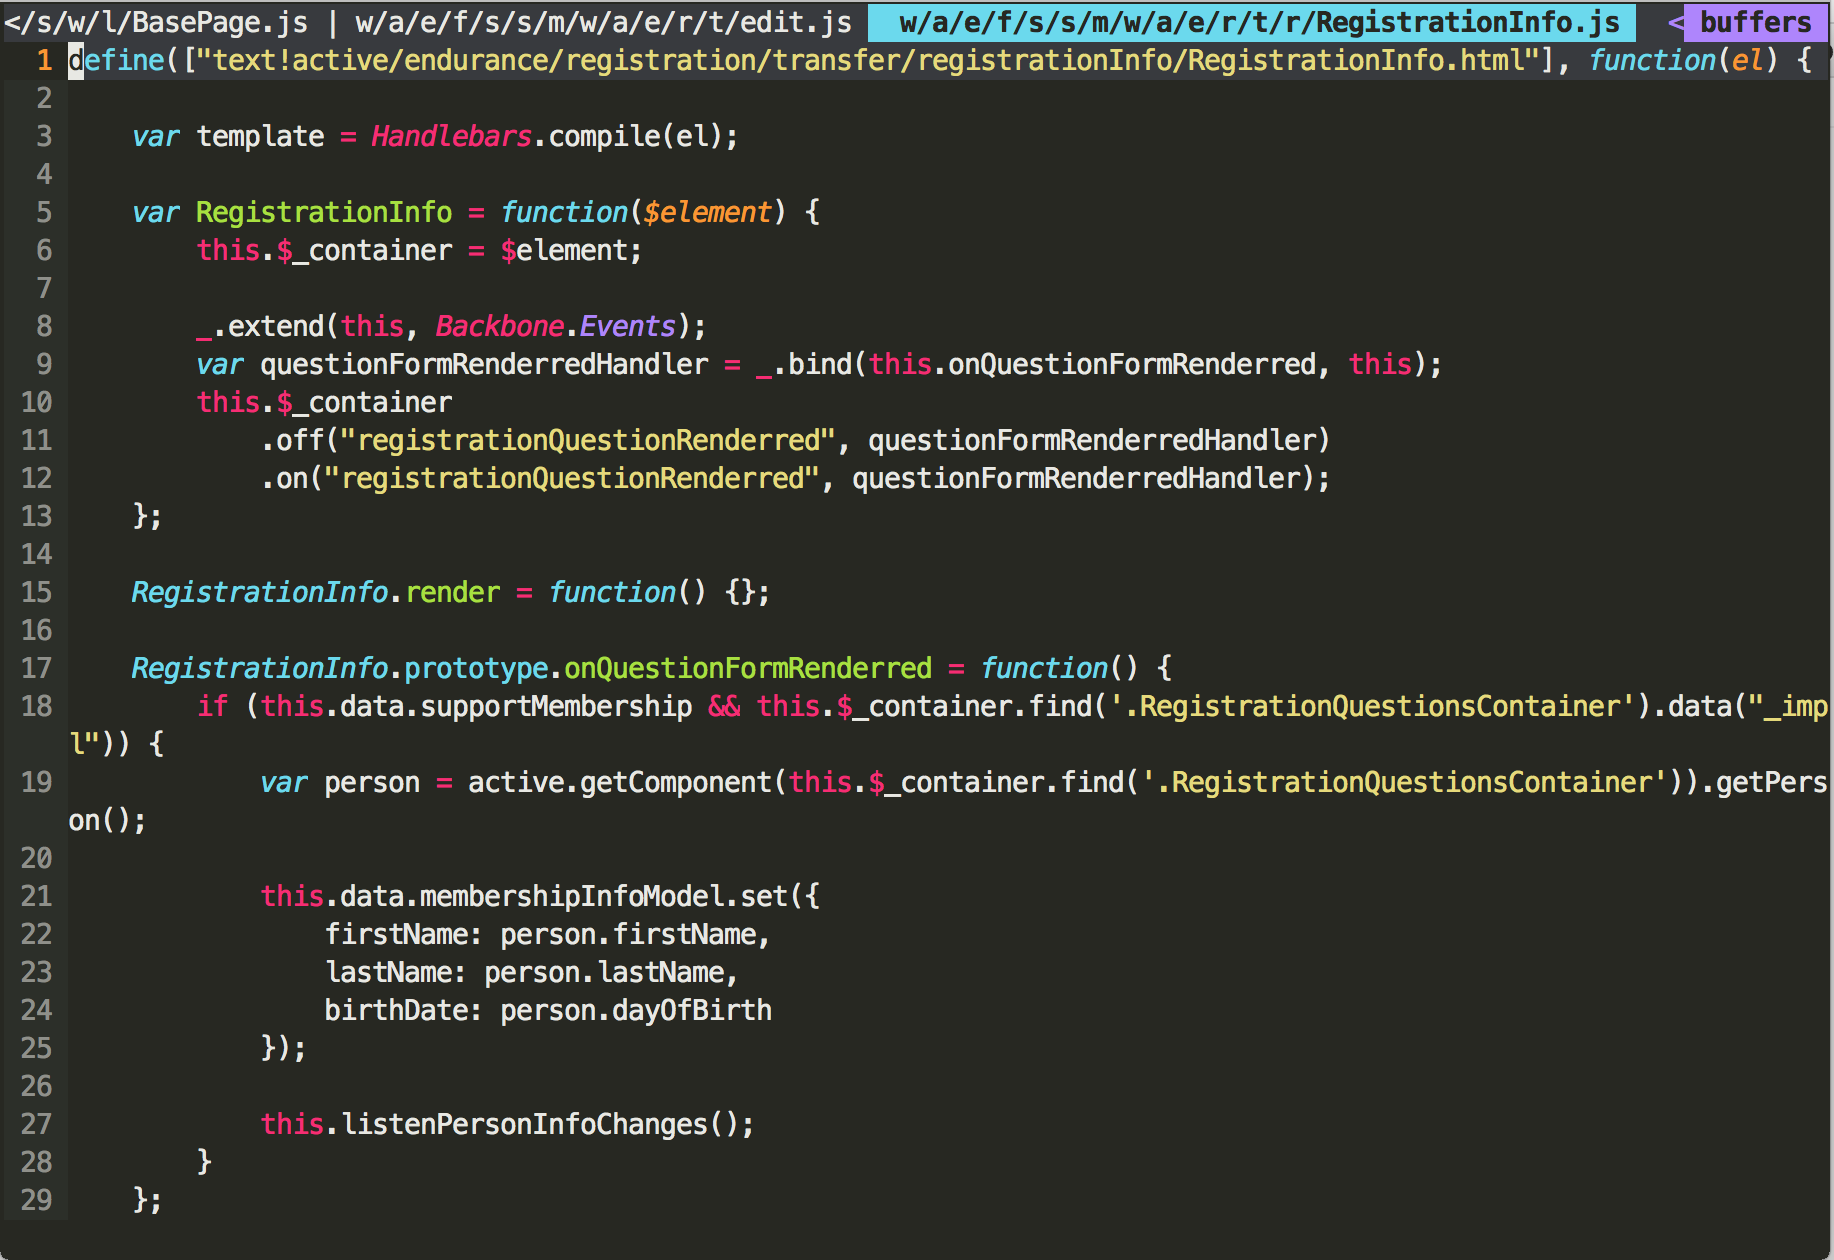 </s/w/l/BasePage.js | w/a/e/f/s/s/m/w/a/e/r/t/edit.js  w/a/e/f/s/s/m/w/a/e/r/t/r/RegistrationInfo.js  < buffers
1 define(["text!active/endurance/registration/transfer/registrationInfo/RegistrationInfo.html"], function(el) {
2
3     var template = Handlebars.compile(el);
4
5     var RegistrationInfo = function($element) {
6         this.$_container = $element;
7
8         _.extend(this, Backbone.Events);
9         var questionFormRenderredHandler = _.bind(this.onQuestionFormRenderred, this);
10         this.$_container
11             .off("registrationQuestionRenderred", questionFormRenderredHandler)
12             .on("registrationQuestionRenderred", questionFormRenderredHandler);
13     };
14
15     RegistrationInfo.render = function() {};
16
17     RegistrationInfo.prototype.onQuestionFormRenderred = function() {
18         if (this.data.supportMembership && this.$_container.find('.RegistrationQuestionsContainer').data("_imp
l")) {
19             var person = active.getComponent(this.$_container.find('.RegistrationQuestionsContainer')).getPers
on();
20
21             this.data.membershipInfoModel.set({
22                 firstName: person.firstName,
23                 lastName: person.lastName,
24                 birthDate: person.dayOfBirth
25             });
26
27             this.listenPersonInfoChanges();
28         }
29     };